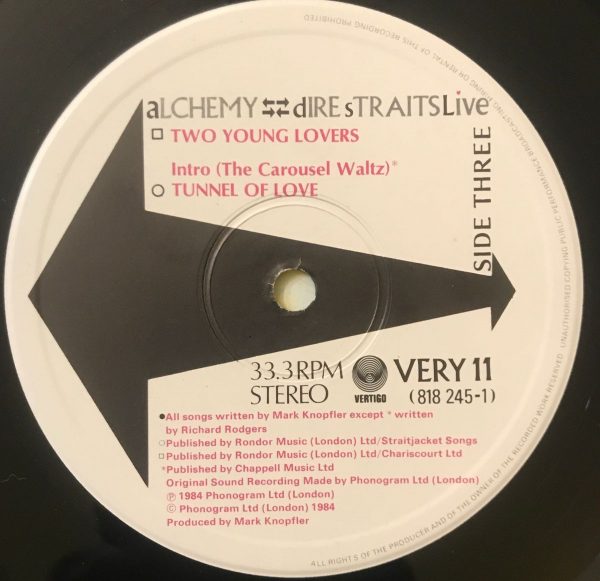 aLCHEMY ⇆ dIRE sTRAITSLive
□ TWO YOUNG LOVERS
Intro (The Carousel Waltz)*
○ TUNNEL OF LOVE
SIDE THREE
33.3 RPM
STEREO
VERTIGO
VERY 11
(818 245-1)
●All songs written by Mark Knopfler except * written
by Richard Rodgers
○Published by Rondor Music (London) Ltd/Straitjacket Songs
□Published by Rondor Music (London) Ltd/Chariscourt Ltd
*Published by Chappell Music Ltd
Original Sound Recording Made by Phonogram Ltd (London)
℗ 1984 Phonogram Ltd (London)
© Phonogram Ltd (London) 1984
Produced by Mark Knopfler
ALL RIGHTS OF THE PRODUCER AND OF THE OWNER OF THE RECORDED WORK RESERVED. UNAUTHORISED COPYING PUBLIC PERFORMANCE BROADCASTING HIRING OR RENTAL OF THIS RECORDING PROHIBITED